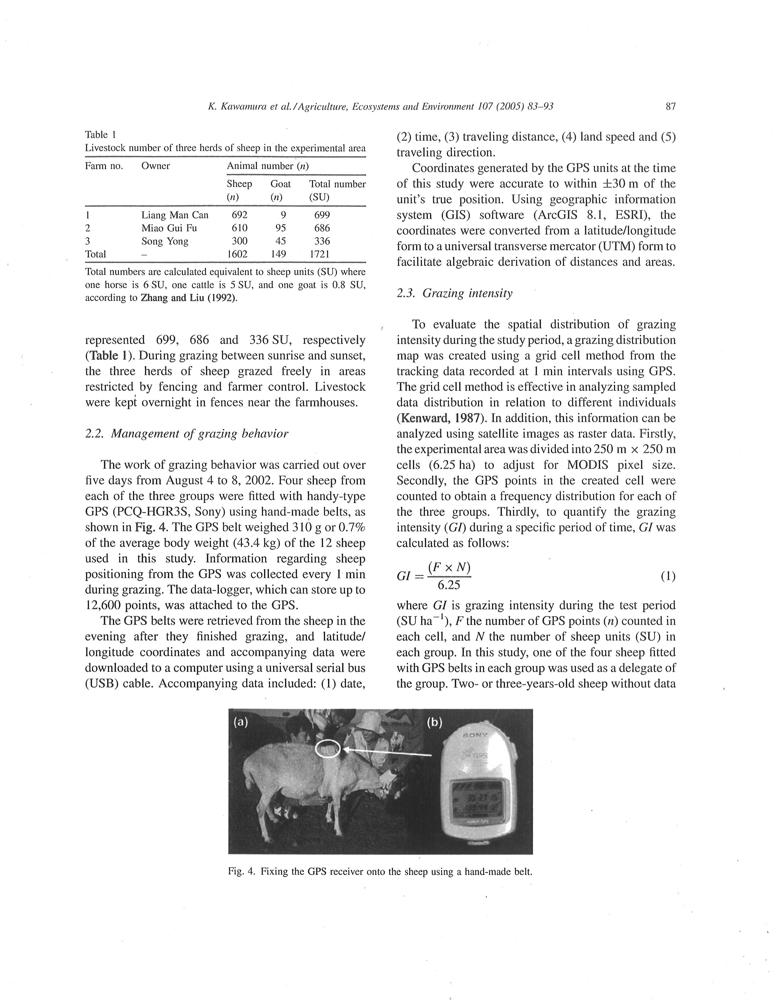 K. Kawamura et al. / Agriculture, Ecosystems and Environment 107 (2005) 83–93
87
Table 1
Livestock number of three herds of sheep in the experimental area
Farm no. Owner Animal number (n)
Sheep (n) Goat (n) Total number (SU)
1 Liang Man Can 692 9 699
2 Miao Gui Fu 610 95 686
3 Song Yong 300 45 336
Total – 1602 149 1721
Total numbers are calculated equivalent to sheep units (SU) where
one horse is 6 SU, one cattle is 5 SU, and one goat is 0.8 SU,
according to Zhang and Liu (1992).
represented 699, 686 and 336 SU, respectively
(Table 1). During grazing between sunrise and sunset,
the three herds of sheep grazed freely in areas
restricted by fencing and farmer control. Livestock
were kept overnight in fences near the farmhouses.
2.2. Management of grazing behavior
The work of grazing behavior was carried out over
five days from August 4 to 8, 2002. Four sheep from
each of the three groups were fitted with handy-type
GPS (PCQ-HGR3S, Sony) using hand-made belts, as
shown in Fig. 4. The GPS belt weighed 310 g or 0.7%
of the average body weight (43.4 kg) of the 12 sheep
used in this study. Information regarding sheep
positioning from the GPS was collected every 1 min
during grazing. The data-logger, which can store up to
12,600 points, was attached to the GPS.
The GPS belts were retrieved from the sheep in the
evening after they finished grazing, and latitude/
longitude coordinates and accompanying data were
downloaded to a computer using a universal serial bus
(USB) cable. Accompanying data included: (1) date,
(2) time, (3) traveling distance, (4) land speed and (5)
traveling direction.
Coordinates generated by the GPS units at the time
of this study were accurate to within ±30 m of the
unit's true position. Using geographic information
system (GIS) software (ArcGIS 8.1, ESRI), the
coordinates were converted from a latitude/longitude
form to a universal transverse mercator (UTM) form to
facilitate algebraic derivation of distances and areas.
2.3. Grazing intensity
To evaluate the spatial distribution of grazing
intensity during the study period, a grazing distribution
map was created using a grid cell method from the
tracking data recorded at 1 min intervals using GPS.
The grid cell method is effective in analyzing sampled
data distribution in relation to different individuals
(Kenward, 1987). In addition, this information can be
analyzed using satellite images as raster data. Firstly,
the experimental area was divided into 250 m × 250 m
cells (6.25 ha) to adjust for MODIS pixel size.
Secondly, the GPS points in the created cell were
counted to obtain a frequency distribution for each of
the three groups. Thirdly, to quantify the grazing
intensity (GI) during a specific period of time, GI was
calculated as follows:
GI = (F × N) / 6.25 (1)
where GI is grazing intensity during the test period
(SU ha⁻¹), F the number of GPS points (n) counted in
each cell, and N the number of sheep units (SU) in
each group. In this study, one of the four sheep fitted
with GPS belts in each group was used as a delegate of
the group. Two- or three-years-old sheep without data
(a)
(b)
SONY
GPS
Fig. 4. Fixing the GPS receiver onto the sheep using a hand-made belt.